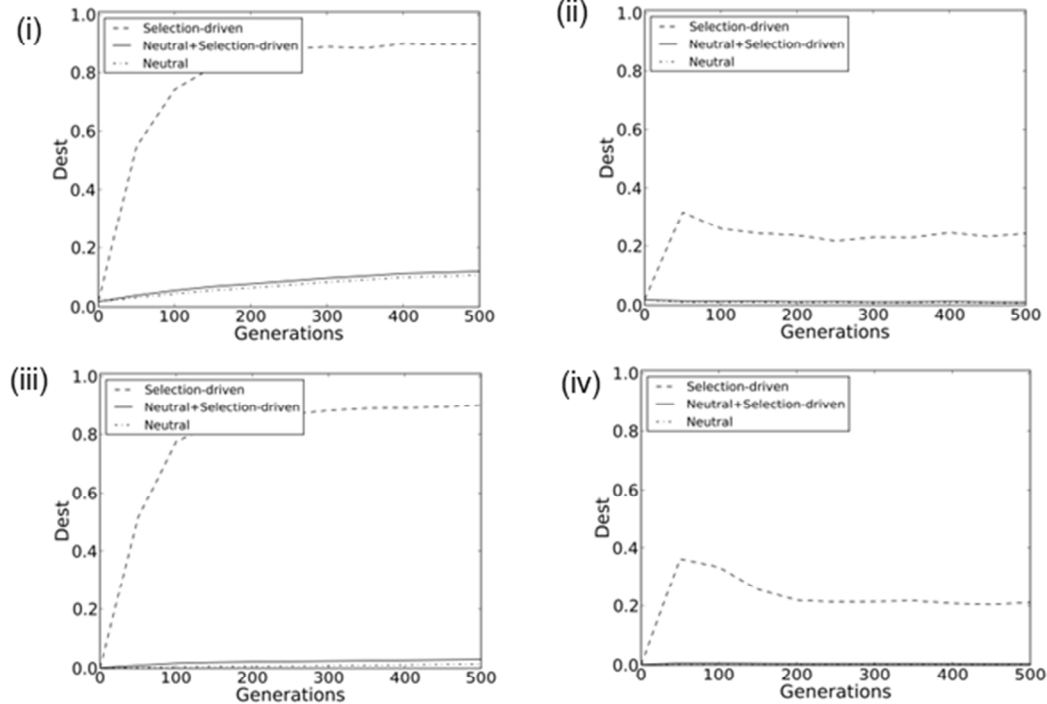 (i)
1.0
0.8
0.6
0.4
0.2
0.0
Dest
Selection-driven
Neutral+Selection-driven
Neutral
0 100 200 300 400 500
Generations
(ii)
1.0
0.8
0.6
0.4
0.2
0.0
Dest
Selection-driven
Neutral+Selection-driven
Neutral
0 100 200 300 400 500
Generations
(iii)
1.0
0.8
0.6
0.4
0.2
0.0
Dest
Selection-driven
Neutral+Selection-driven
Neutral
0 100 200 300 400 500
Generations
(iv)
1.0
0.8
0.6
0.4
0.2
0.0
Dest
Selection-driven
Neutral+Selection-driven
Neutral
0 100 200 300 400 500
Generations